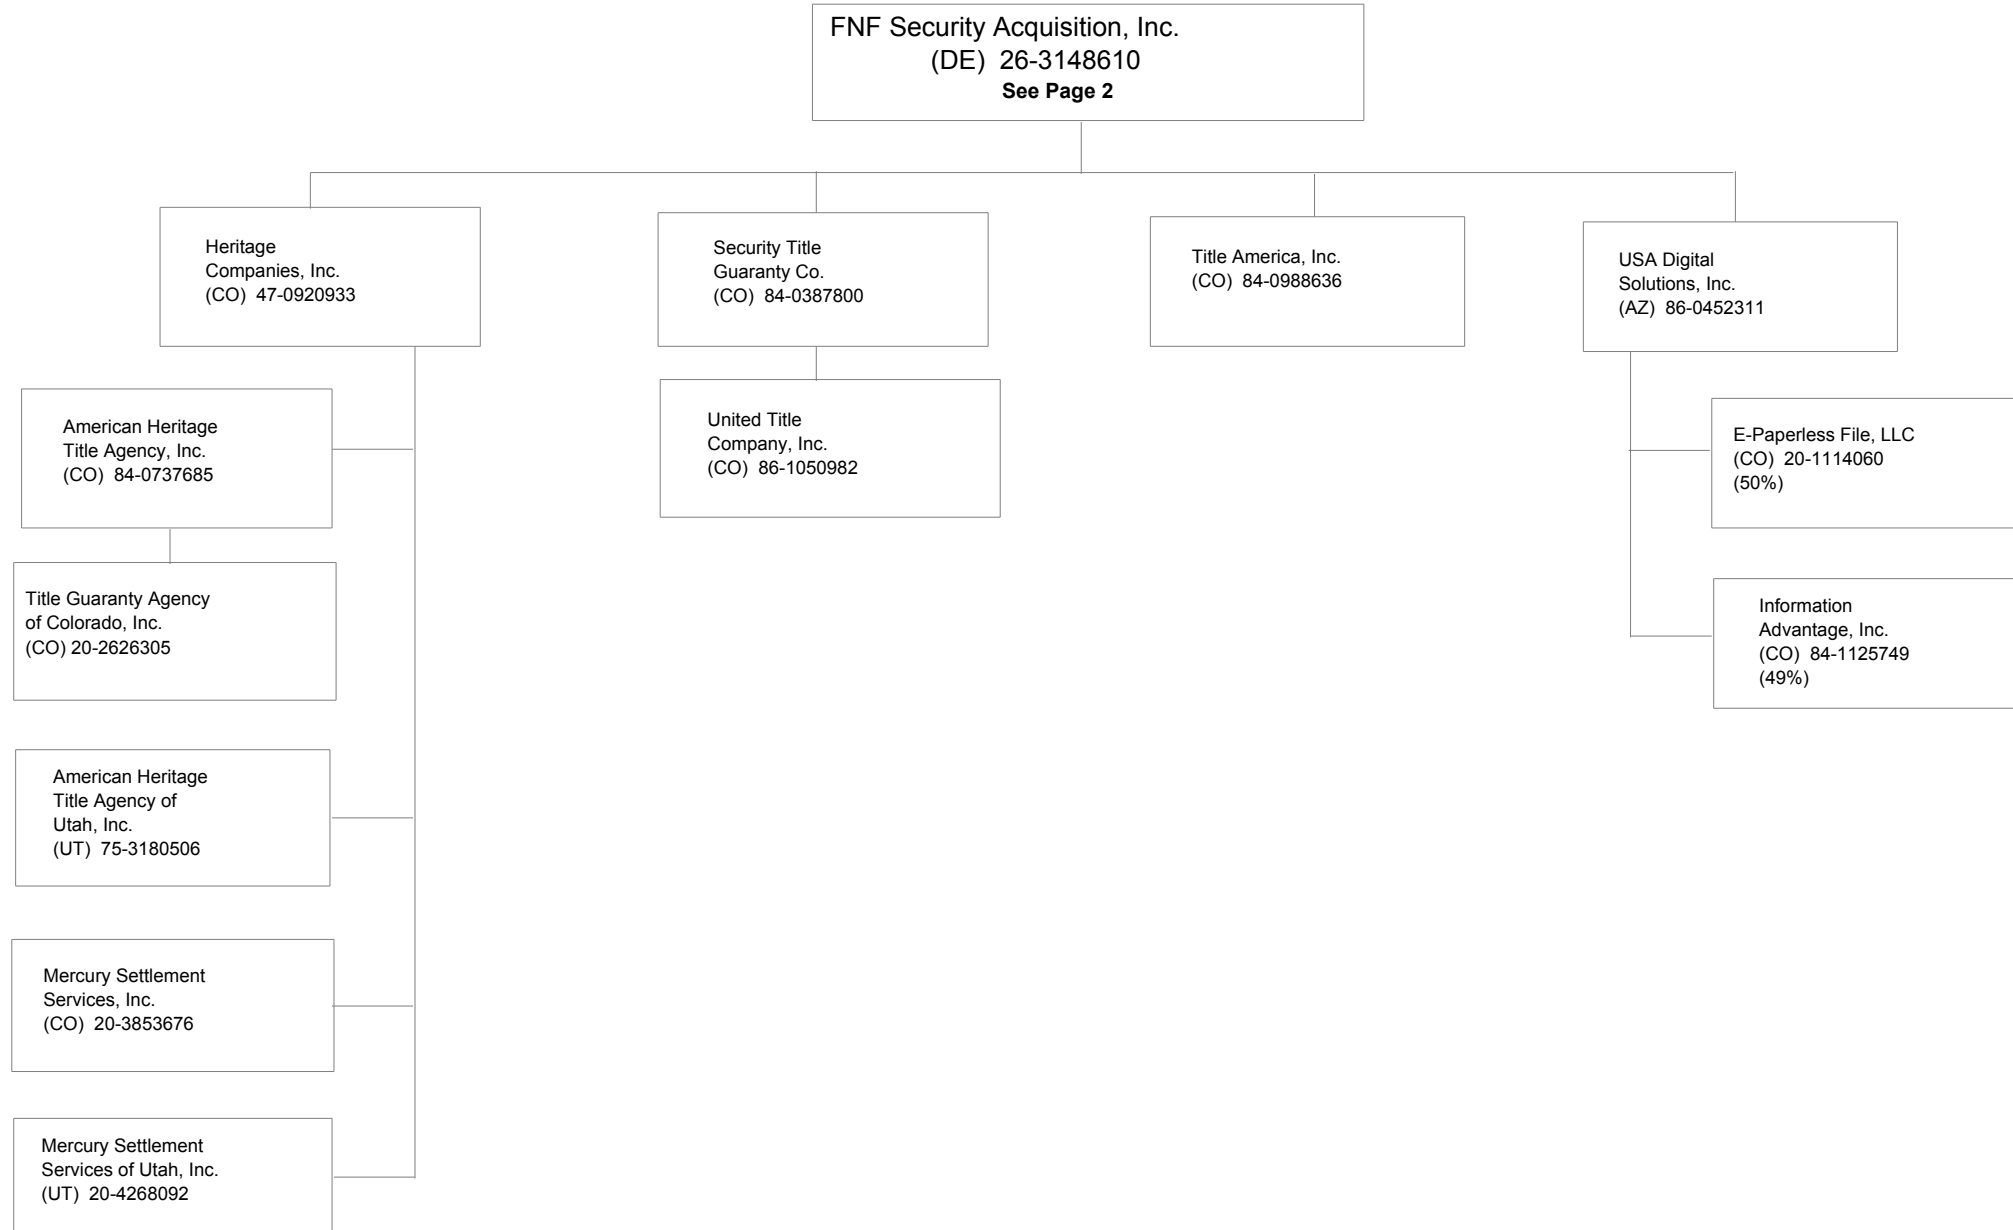 FNF Security Acquisition, Inc.
(DE) 26-3148610
See Page 2
Heritage
Companies, Inc.
(CO) 47-0920933
Security Title
Guaranty Co.
(CO) 84-0387800
Title America, Inc.
(CO) 84-0988636
USA Digital
Solutions, Inc.
(AZ) 86-0452311
American Heritage
Title Agency, Inc.
(CO) 84-0737685
United Title
Company, Inc.
(CO) 86-1050982
E-Paperless File, LLC
(CO) 20-1114060
(50%)
Title Guaranty Agency
of Colorado, Inc.
(CO) 20-2626305
Information
Advantage, Inc.
(CO) 84-1125749
(49%)
American Heritage
Title Agency of
Utah, Inc.
(UT) 75-3180506
Mercury Settlement
Services, Inc.
(CO) 20-3853676
Mercury Settlement
Services of Utah, Inc.
(UT) 20-4268092